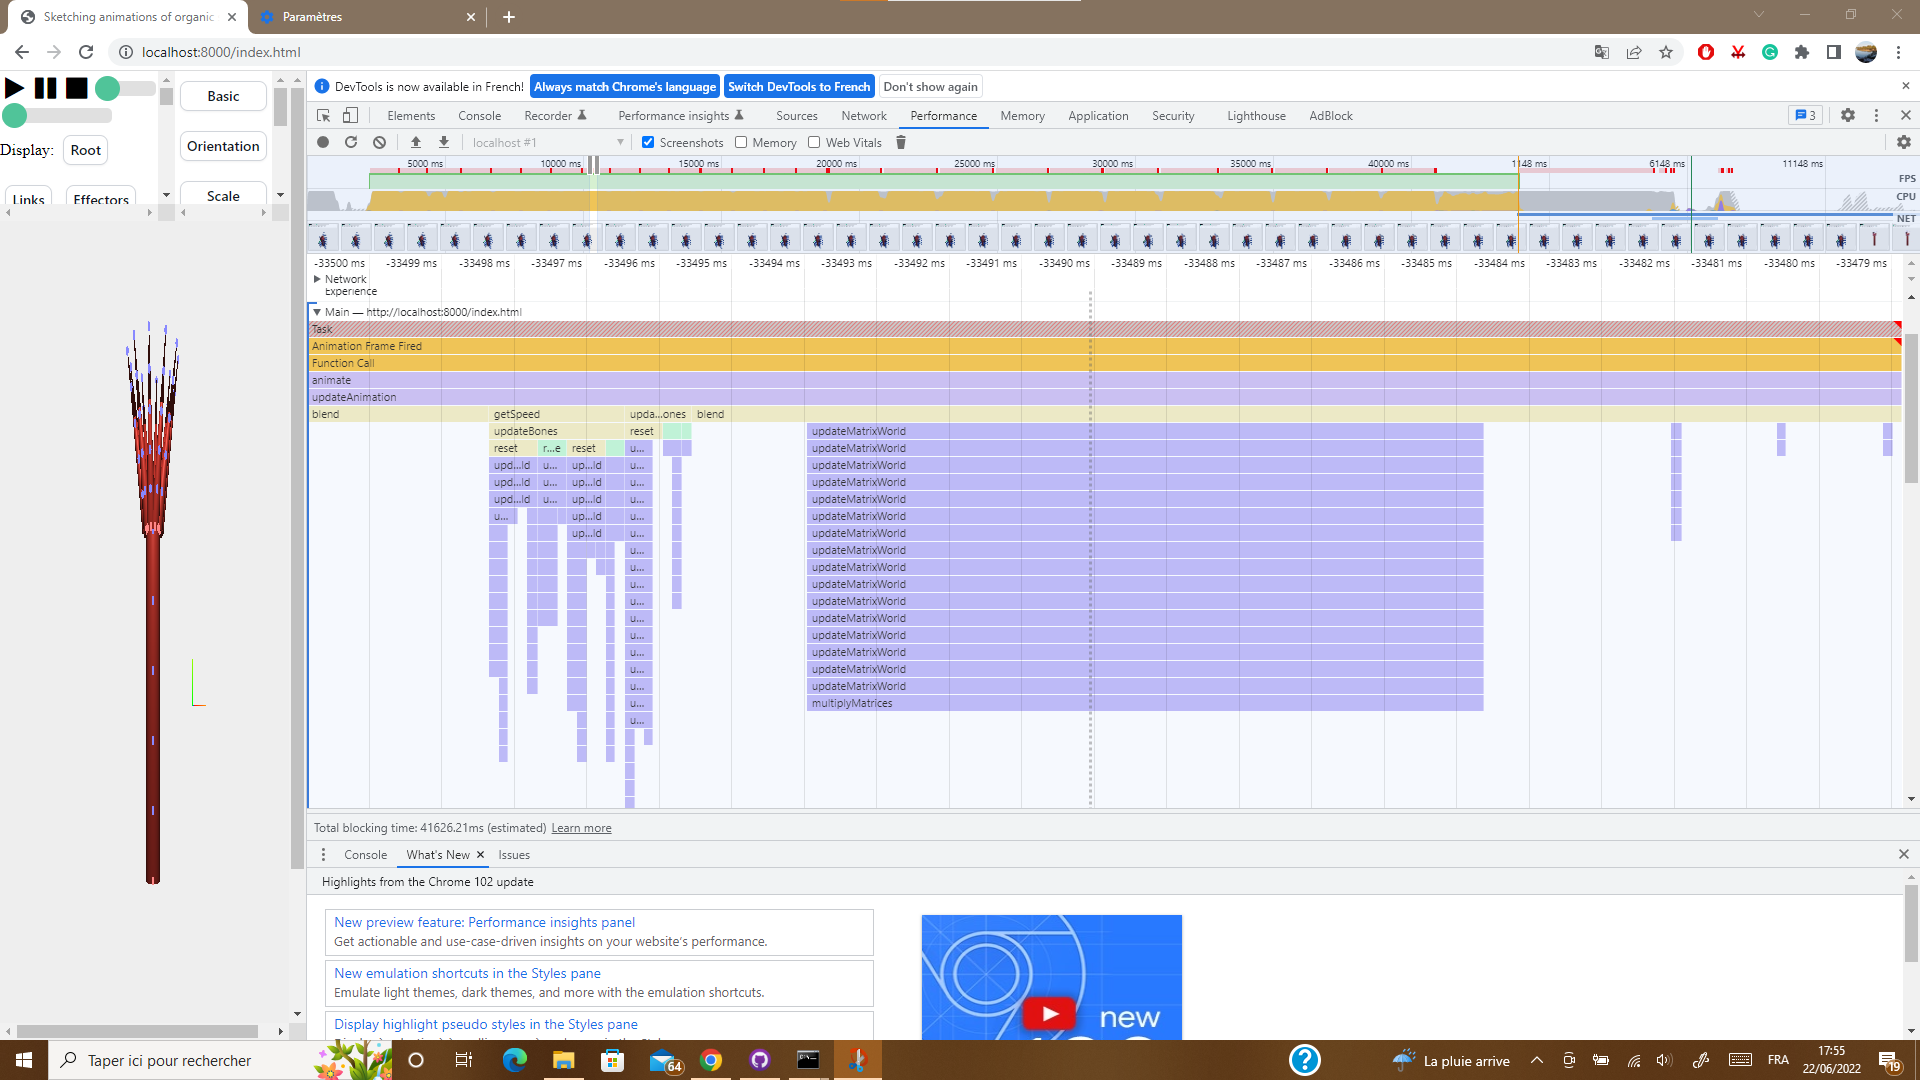 Sketching animations of organic
Paramètres
localhost:8000/index.html
Basic
Orientation
Scale
Display: Root
Links Effectors
DevTools is now available in French! Always match Chrome's language Switch DevTools to French Don't show again
Elements Console Recorder Performance insights Sources Network Performance Memory Application Security Lighthouse AdBlock 3
localhost #1 Screenshots Memory Web Vitals
5000 ms 10000 ms 15000 ms 20000 ms 25000 ms 30000 ms 35000 ms 40000 ms 1148 ms 6148 ms 11148 ms
FPS
CPU
NET
-33500 ms -33499 ms -33498 ms -33497 ms -33496 ms -33495 ms -33494 ms -33493 ms -33492 ms -33491 ms -33490 ms -33489 ms -33488 ms -33487 ms -33486 ms -33485 ms -33484 ms -33483 ms -33482 ms -33481 ms -33480 ms -33479 ms
Network
Experience
Main — http://localhost:8000/index.html
Task
Animation Frame Fired
Function Call
animate
updateAnimation
blend getSpeed upda...ones blend
updateBones reset updateMatrixWorld
reset r...e reset u... updateMatrixWorld
upd...ld u... up...ld u... updateMatrixWorld
upd...ld u... up...ld u... updateMatrixWorld
upd...ld u... up...ld u... updateMatrixWorld
u... up...ld u... updateMatrixWorld
up...ld u... updateMatrixWorld
u... updateMatrixWorld
u... updateMatrixWorld
u... updateMatrixWorld
u... updateMatrixWorld
u... updateMatrixWorld
u... updateMatrixWorld
u... updateMatrixWorld
u... updateMatrixWorld
u... updateMatrixWorld
u... multiplyMatrices
u...
Total blocking time: 41626.21ms (estimated) Learn more
Console What's New Issues
Highlights from the Chrome 102 update
New preview feature: Performance insights panel
Get actionable and use-case-driven insights on your website's performance.
New emulation shortcuts in the Styles pane
Emulate light themes, dark themes, and more with the emulation shortcuts.
Display highlight pseudo styles in the Styles pane
new
Taper ici pour rechercher
64
La pluie arrive
FRA
17:55
22/06/2022
19